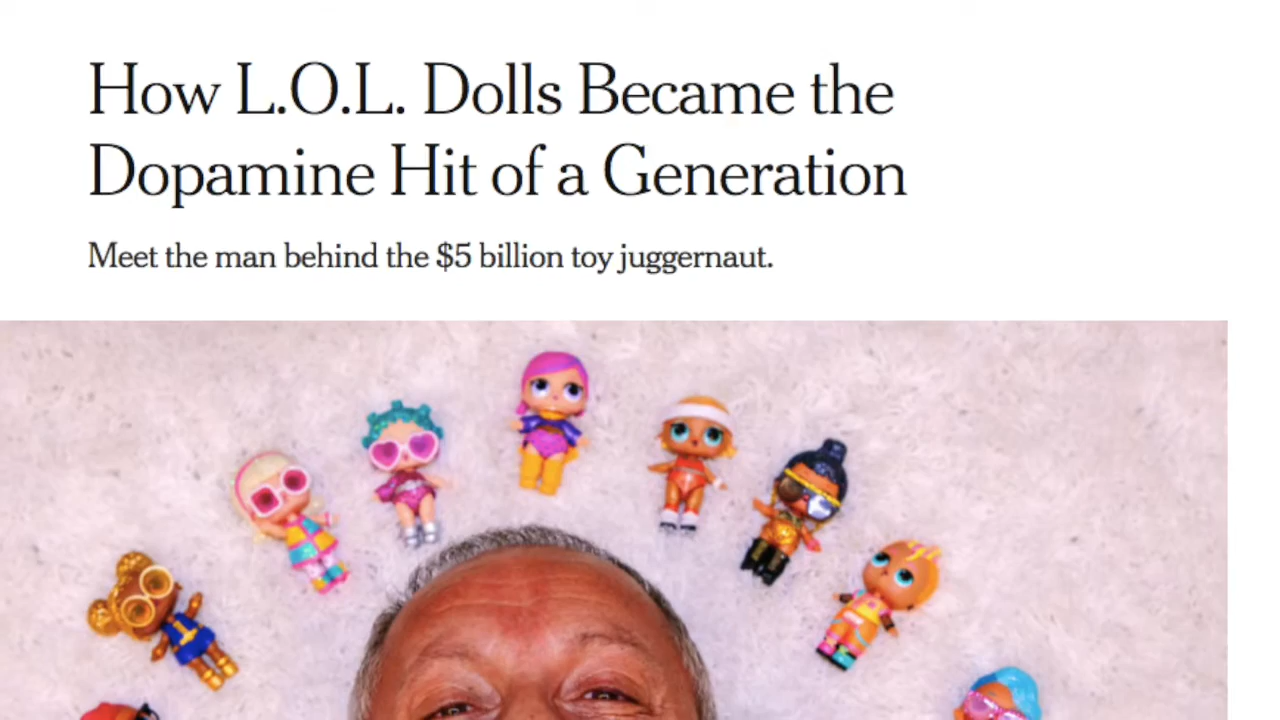 How L.O.L. Dolls Became the
Dopamine Hit of a Generation
Meet the man behind the $5 billion toy juggernaut.